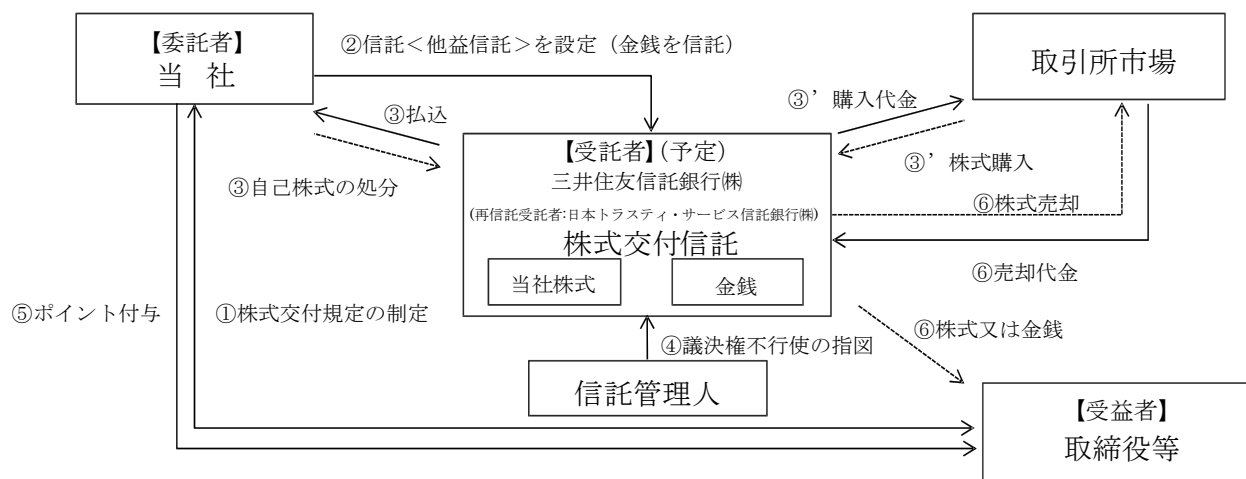 【委託者】
当 社
②信託＜他益信託＞を設定（金銭を信託）
取引所市場
③払込
③’購入代金
【受託者】（予定）
三井住友信託銀行㈱
③自己株式の処分
③’株式購入
⑥株式売却
(再信託受託者:日本トラスティ・サービス信託銀行㈱)
株式交付信託
当社株式
金銭
⑥売却代金
⑤ポイント付与
①株式交付規定の制定
⑥株式又は金銭
④議決権不行使の指図
信託管理人
【受益者】
取締役等